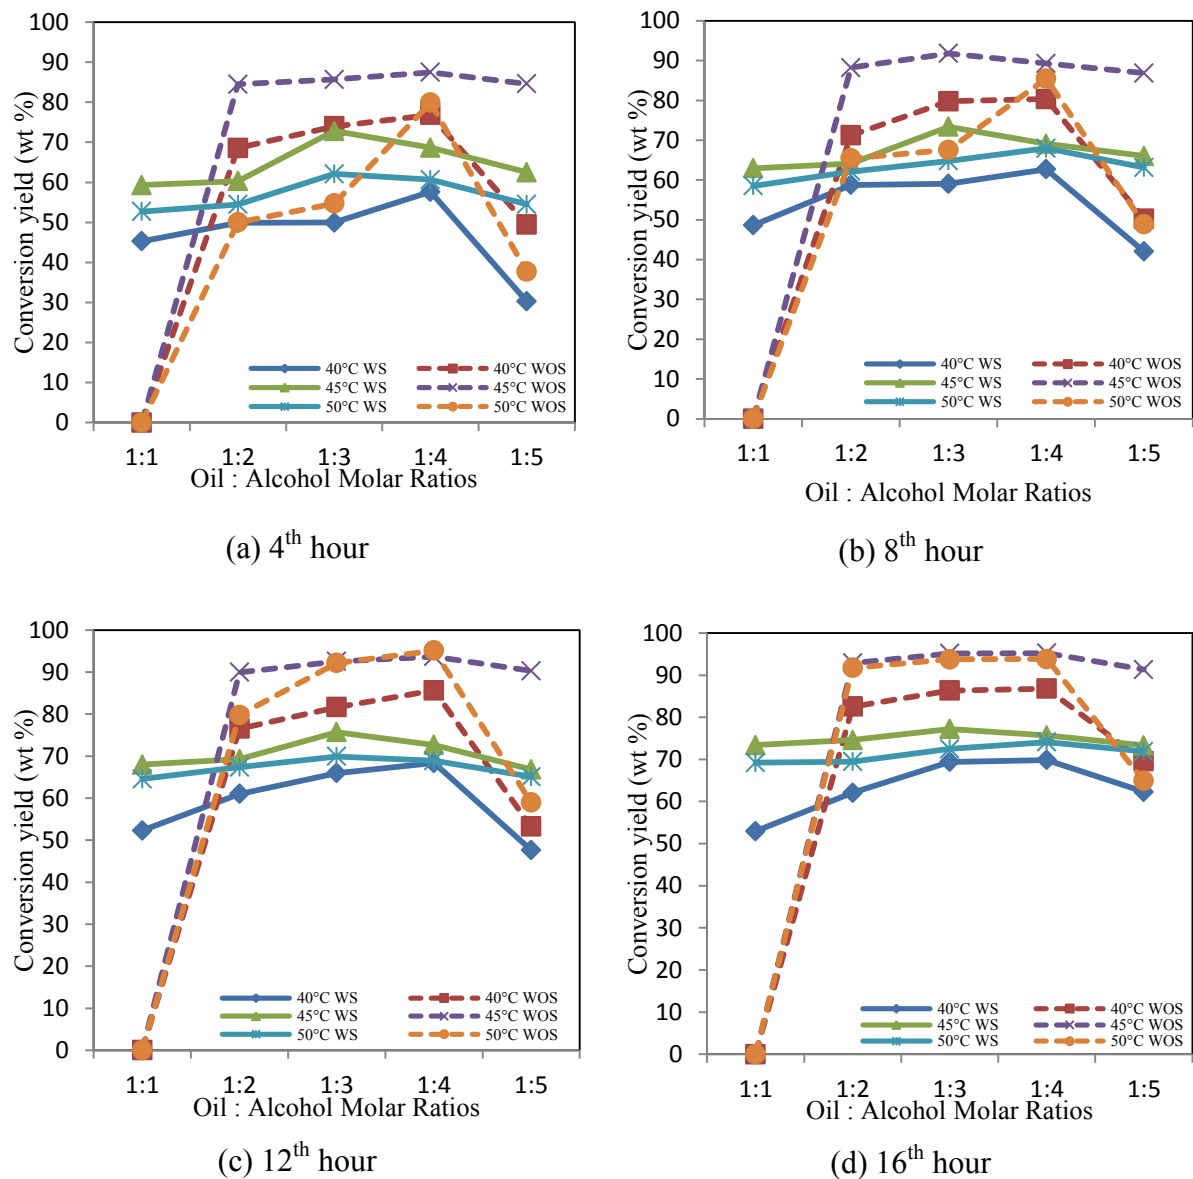 100
90
80
70
60
50
40
30
20
10
0
Conversion yield (wt %)
40°C WS 40°C WOS
45°C WS 45°C WOS
50°C WS 50°C WOS
1:1 1:2 1:3 1:4 1:5
Oil : Alcohol Molar Ratios
(a) 4th hour
100
90
80
70
60
50
40
30
20
10
0
Conversion yield (wt %)
40°C WS 40°C WOS
45°C WS 45°C WOS
50°C WS 50°C WOS
1:1 1:2 1:3 1:4 1:5
Oil : Alcohol Molar Ratios
(b) 8th hour
100
90
80
70
60
50
40
30
20
10
0
Conversion yield (wt %)
40°C WS 40°C WOS
45°C WS 45°C WOS
50°C WS 50°C WOS
1:1 1:2 1:3 1:4 1:5
Oil : Alcohol Molar Ratios
(c) 12th hour
100
90
80
70
60
50
40
30
20
10
0
Conversion yield (wt %)
40°C WS 40°C WOS
45°C WS 45°C WOS
50°C WS 50°C WOS
1:1 1:2 1:3 1:4 1:5
Oil : Alcohol Molar Ratios
(d) 16th hour